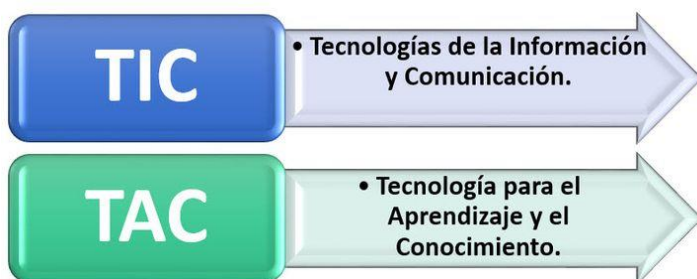 TIC
• Tecnologías de la Información
y Comunicación.
TAC
• Tecnología para el
Aprendizaje y el
Conocimiento.